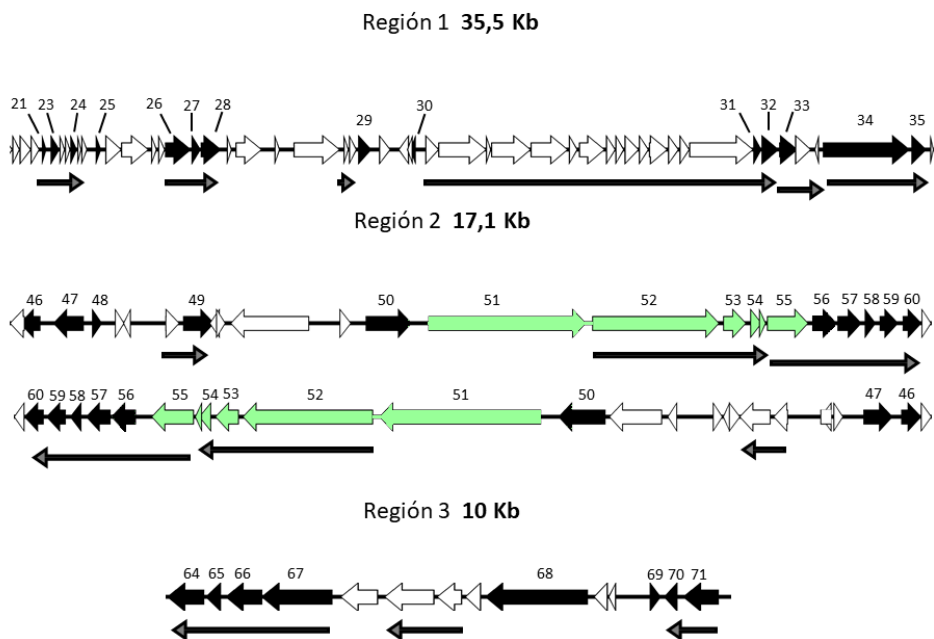 Región 1 35,5 Kb
21 23 24 25 26 27 28 29 30 31 32 33 34 35
Región 2 17,1 Kb
46 47 48 49 50 51 52 53 54 55 56 57 58 59 60
60 59 58 57 56 55 54 53 52 51 50 47 46
Región 3 10 Kb
64 65 66 67 68 69 70 71